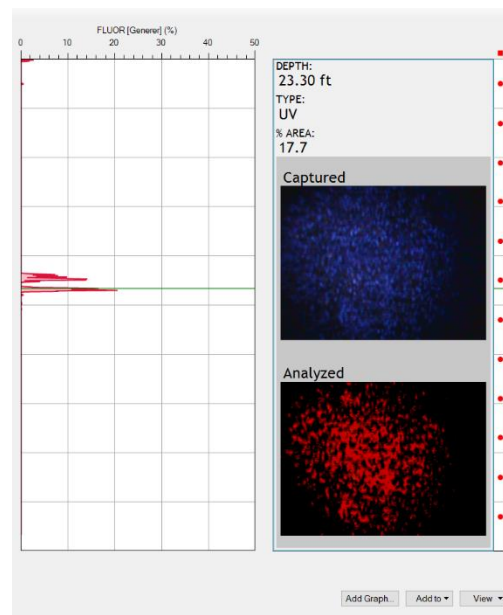 FLUOR [Generer] (%)
0 10 20 30 40 50
DEPTH:
23.30 ft
TYPE:
UV
% AREA:
17.7
Captured
Analyzed
Add Graph... Add to View